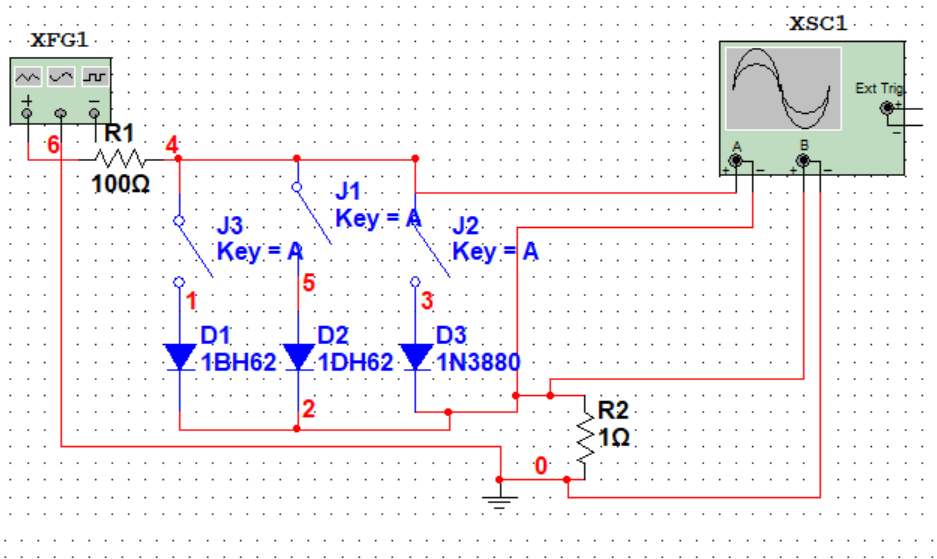 XSC1
XFG1
Ext Trig
+
-
A
B
+ - + -
+ -
6
R1
4
100Ω
J1
Key = A
J3
Key = A
J2
Key = A
1
5
3
D1
1BH62
D2
1DH62
D3
1N3880
2
R2
1Ω
0